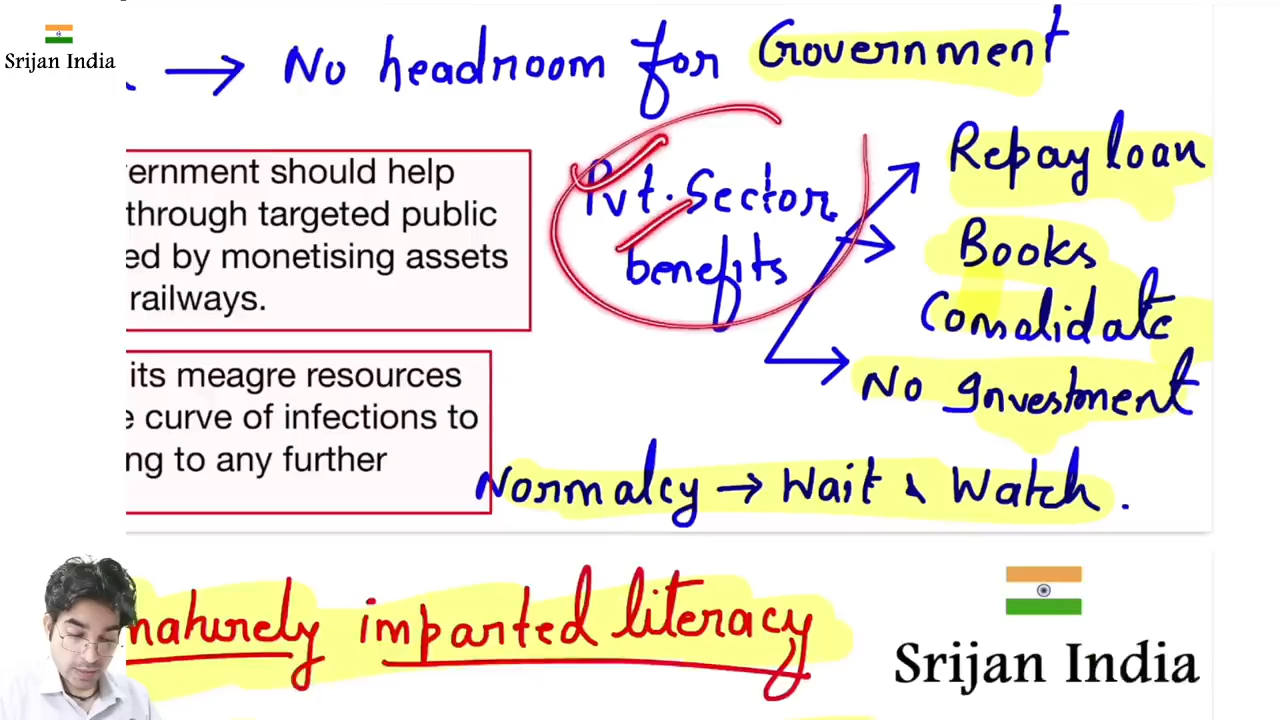 Srijan India
→ No headroom for Government
ernment should help
through targeted public
ed by monetising assets
railways.
Pvt. Sector
benefits
Repay loan
Books
Consolidate
No Investment
its meagre resources
e curve of infections to
ng to any further
Normalcy → Wait & Watch.
naturely imparted literacy
Srijan India